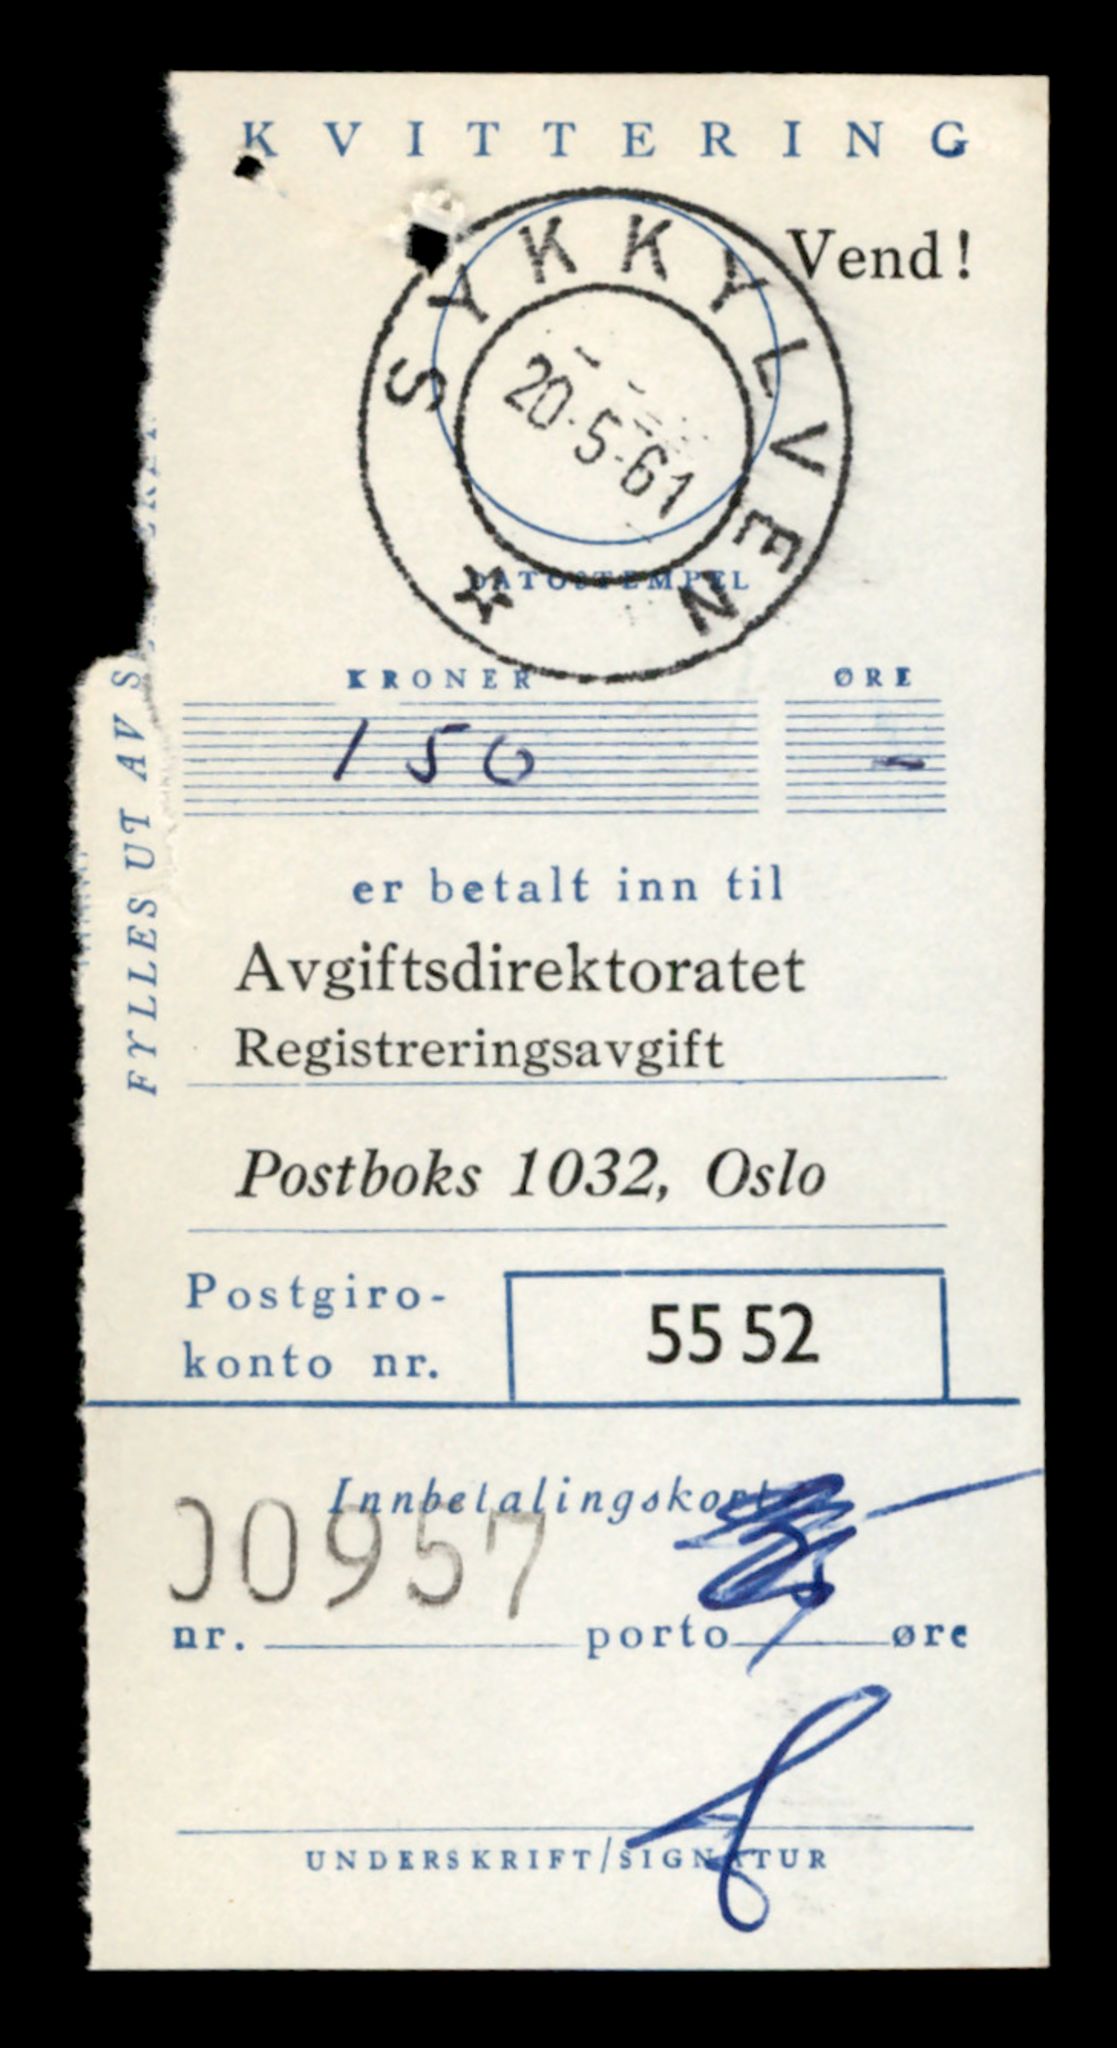 KVITTERING
Vend!
SYKKYLVEN
20-5-61
DATOSTEMPEL
KRONER ØRE
150 -
er betalt inn til
Avgiftsdirektoratet
Registreringsavgift
Postboks 1032, Oslo
Postgiro-
konto nr.
55 52
Innbetalingskort
00957
nr. porto øre
UNDERSKRIFT/SIGNATUR
FYLLES UT AV